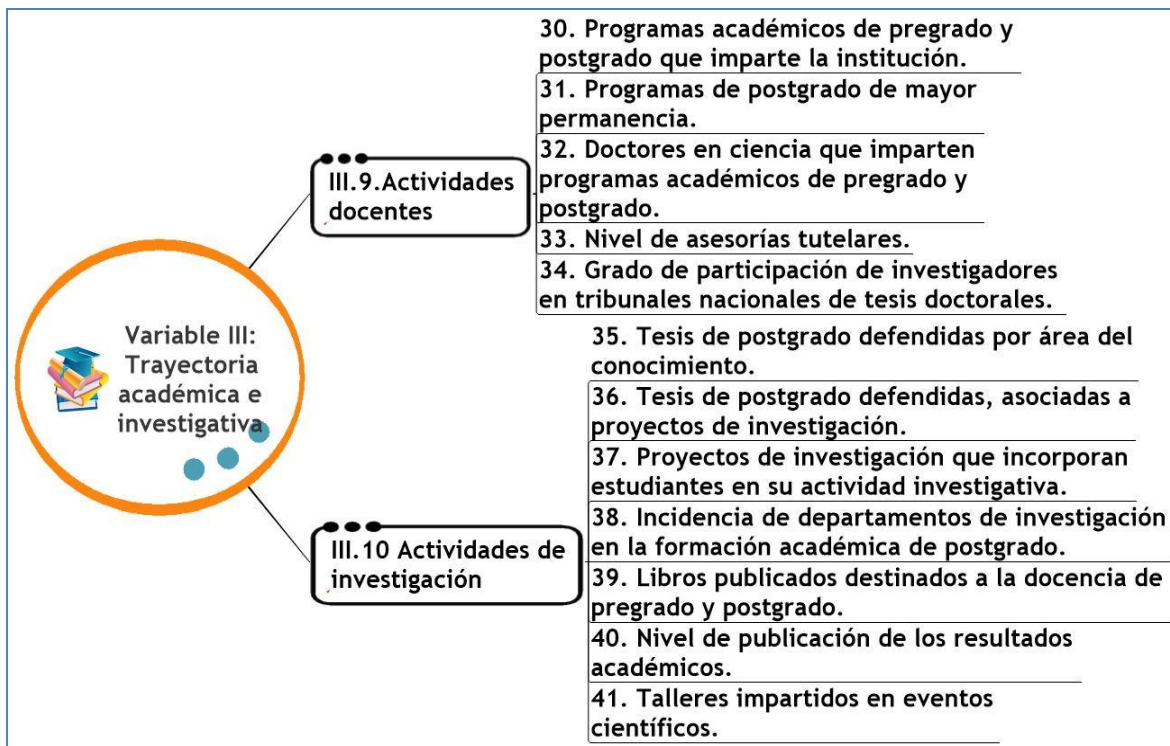 Variable III:
Trayectoria
académica e
investigativa
III.9.Actividades
docentes
30. Programas académicos de pregrado y
postgrado que imparte la institución.
31. Programas de postgrado de mayor
permanencia.
32. Doctores en ciencia que imparten
programas académicos de pregrado y
postgrado.
33. Nivel de asesorías tutelares.
34. Grado de participación de investigadores
en tribunales nacionales de tesis doctorales.
III.10 Actividades de
investigación
35. Tesis de postgrado defendidas por área del
conocimiento.
36. Tesis de postgrado defendidas, asociadas a
proyectos de investigación.
37. Proyectos de investigación que incorporan
estudiantes en su actividad investigativa.
38. Incidencia de departamentos de investigación
en la formación académica de postgrado.
39. Libros publicados destinados a la docencia de
pregrado y postgrado.
40. Nivel de publicación de los resultados
académicos.
41. Talleres impartidos en eventos
científicos.